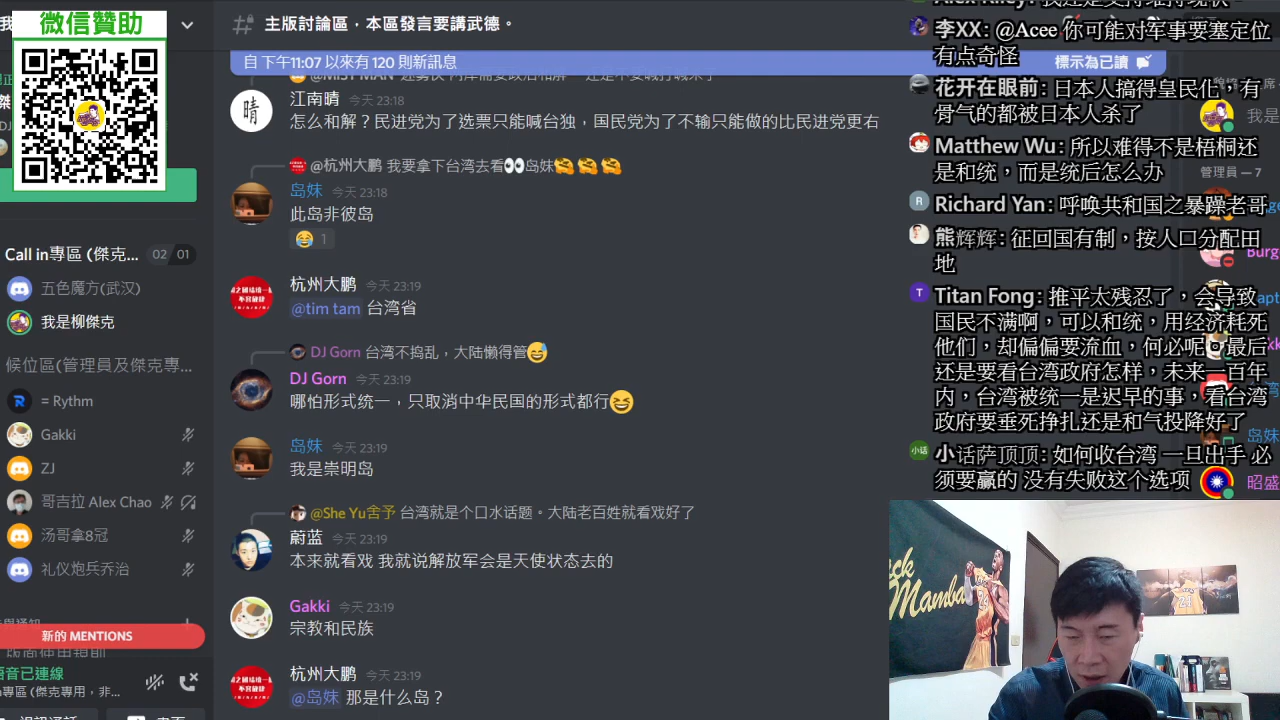 微信贊助
# 主版討論區，本區發言要講武德。
自 下午11:07 以來有 120 則新訊息
標示為已讀
江南晴 今天 23:18
怎么和解？民进党为了选票只能喊台独，国民党为了不输只能做的比民进党更右
@杭州大鹏 我要拿下台湾去看👀岛妹
岛妹 今天 23:18
此岛非彼岛
😂 1
杭州大鹏 今天 23:19
@tim tam 台湾省
DJ Gorn 台湾不捣乱，大陆懒得管😅
DJ Gorn 今天 23:19
哪怕形式统一，只取消中华民国的形式都行😆
岛妹 今天 23:19
我是崇明岛
@She Yu舍予 台湾就是个口水话题。大陆老百姓就看戏好了
蔚蓝 今天 23:19
本来就看戏 我就说解放军会是天使状态去的
Gakki 今天 23:19
宗教和民族
杭州大鹏 今天 23:19
@岛妹 那是什么岛？
Call in專區 (傑克... 02 01
五色魔方(武汉)
我是柳傑克
候位區(管理員及傑克專...
= Rythm
Gakki
ZJ
哥吉拉 Alex Chao
汤哥拿8冠
礼仪炮兵乔治
新的 MENTIONS
語音已連線
專區 (傑克專用，非...
李XX: @Acee 你可能对军事要塞定位
有点奇怪
花开在眼前: 日本人搞得皇民化，有
骨气的都被日本人杀了
Matthew Wu: 所以难得不是梧桐还
是和统，而是统后怎么办
管理員 — 7
Richard Yan: 呼唤共和国之暴躁老哥
熊辉辉: 征回国有制，按人口分配田
地
Titan Fong: 推平太残忍了，会导致
国民不满啊，可以和统，用经济耗死
他们，却偏偏要流血，何必呢，最后
还是要看台湾政府怎样，未来一百年
内，台湾被统一是迟早的事，看台湾
政府要垂死挣扎还是和气投降好了
小话萨顶顶: 如何收台湾 一旦出手 必
须要赢的 没有失败这个选项
岛妹
昭盛
Mamba
24